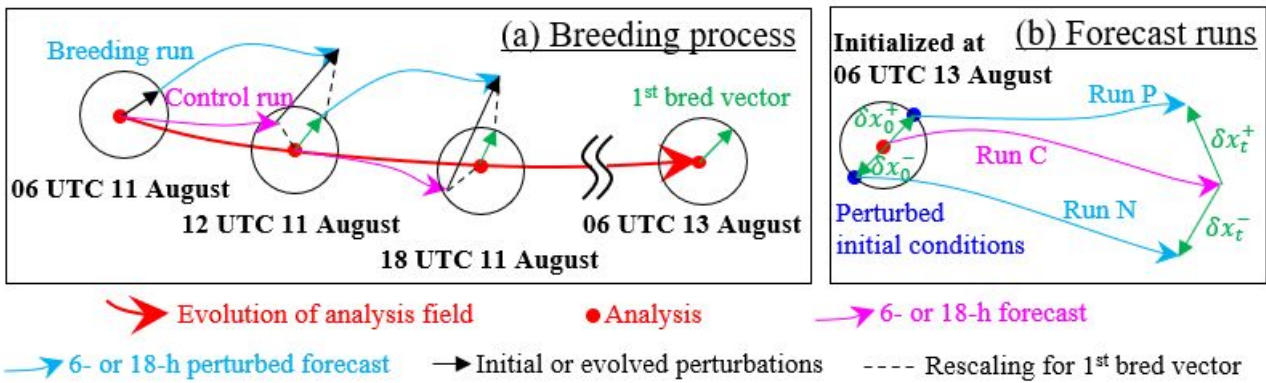 (a) Breeding process
Breeding run
Control run
1st bred vector
06 UTC 11 August
12 UTC 11 August
18 UTC 11 August
06 UTC 13 August
(b) Forecast runs
Initialized at
06 UTC 13 August
Run P
δx₀⁺
δxₜ⁺
Run C
δx₀⁻
Run N
δxₜ⁻
Perturbed
initial conditions
Evolution of analysis field
Analysis
6- or 18-h forecast
6- or 18-h perturbed forecast
Initial or evolved perturbations
Rescaling for 1st bred vector